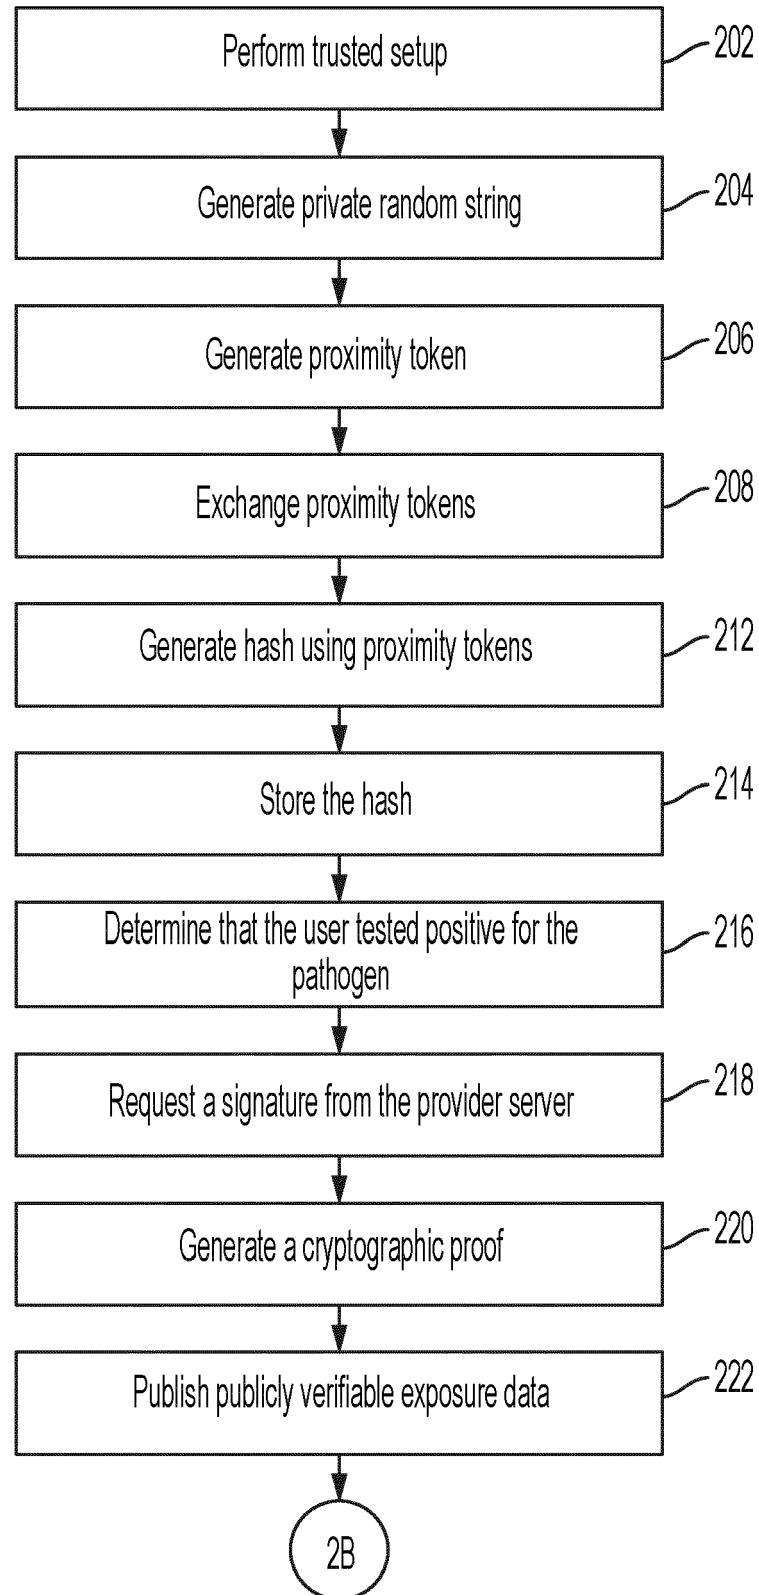 Perform trusted setup
202
Generate private random string
204
Generate proximity token
206
Exchange proximity tokens
208
Generate hash using proximity tokens
212
Store the hash
214
Determine that the user tested positive for the
pathogen
216
Request a signature from the provider server
218
Generate a cryptographic proof
220
Publish publicly verifiable exposure data
222
2B